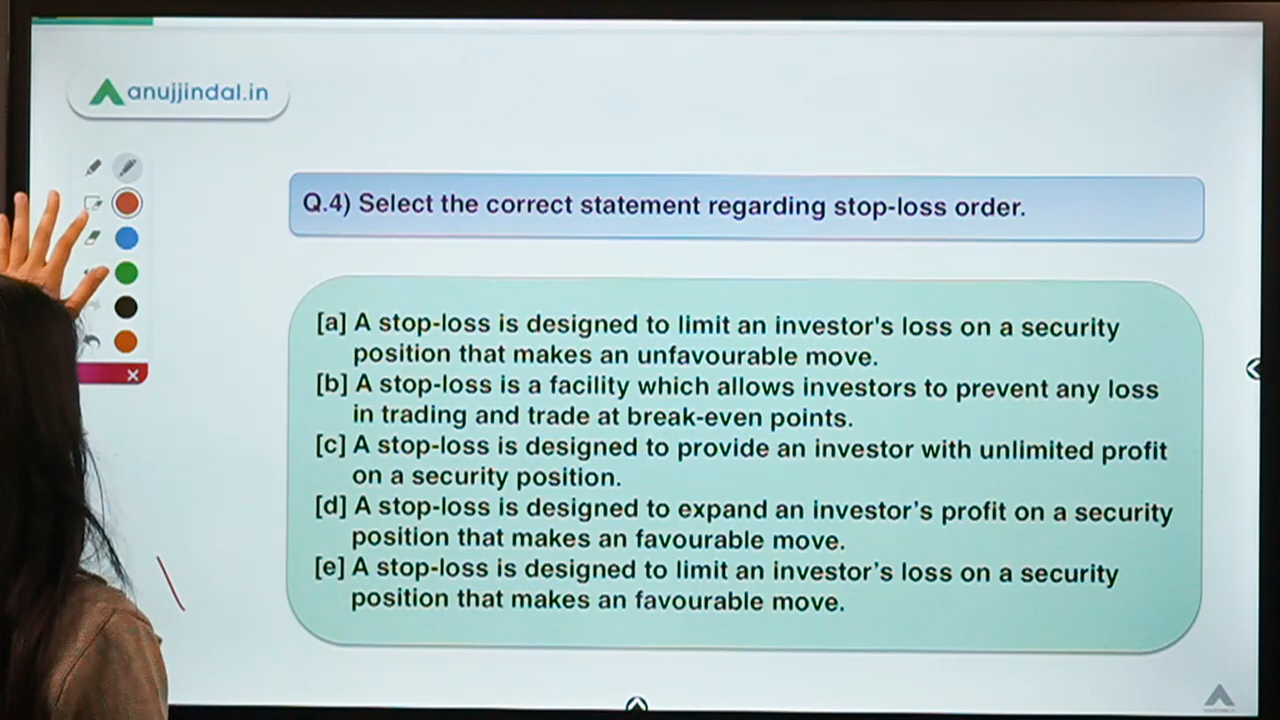 anujjindal.in
Q.4) Select the correct statement regarding stop-loss order.
[a] A stop-loss is designed to limit an investor's loss on a security
position that makes an unfavourable move.
[b] A stop-loss is a facility which allows investors to prevent any loss
in trading and trade at break-even points.
[c] A stop-loss is designed to provide an investor with unlimited profit
on a security position.
[d] A stop-loss is designed to expand an investor’s profit on a security
position that makes an favourable move.
[e] A stop-loss is designed to limit an investor’s loss on a security
position that makes an favourable move.